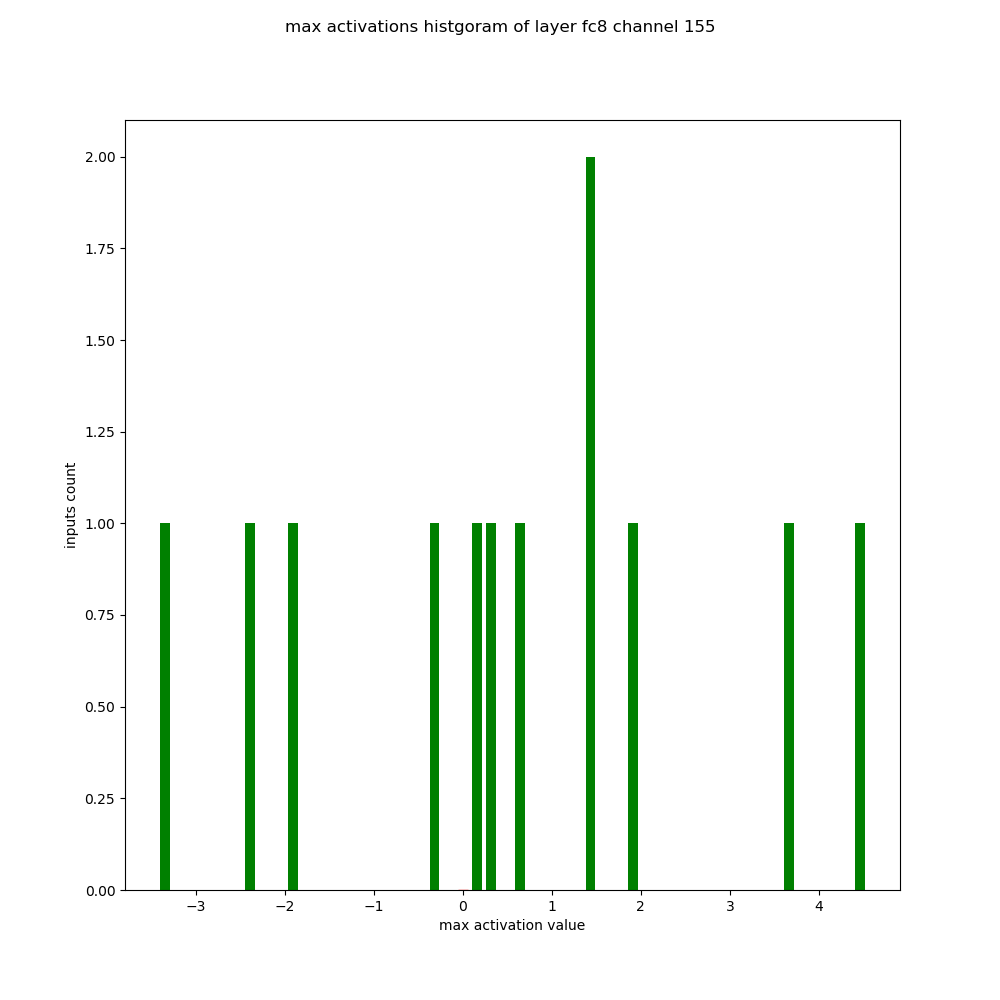 max activations histgoram of layer fc8 channel 155
2.00
1.75
1.50
1.25
1.00
0.75
0.50
0.25
0.00
inputs count
−3 −2 −1 0 1 2 3 4
max activation value